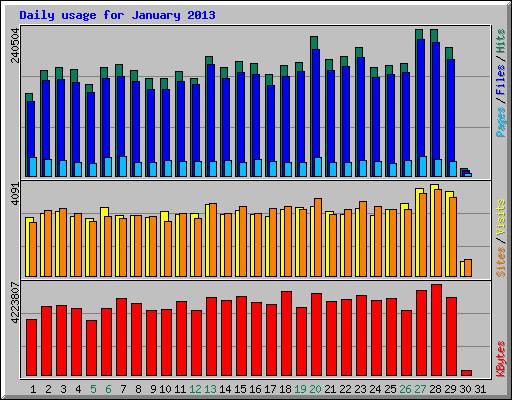 Daily usage for January 2013
240504
Pages / Files / Hits
4091
Sites / Visits
4223807
KBytes
1 2 3 4 5 6 7 8 9 10 11 12 13 14 15 16 17 18 19 20 21 22 23 24 25 26 27 28 29 30 31